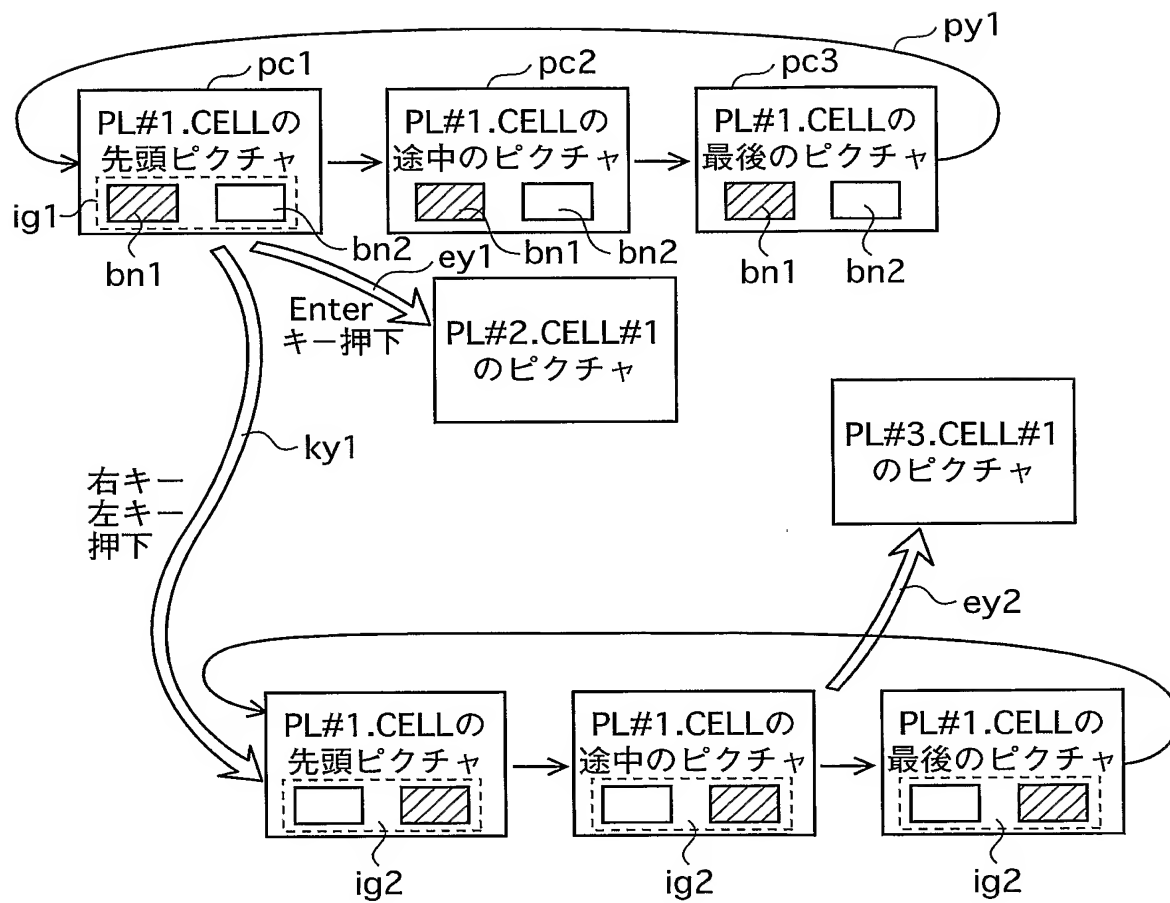 py1
pc1
pc2
pc3
PL#1.CELLの
先頭ピクチャ
PL#1.CELLの
途中のピクチャ
PL#1.CELLの
最後のピクチャ
ig1
bn1
bn2
bn1
bn2
bn1
bn2
ey1
Enter
キー押下
PL#2.CELL#1
のピクチャ
ky1
右キー
左キー
押下
PL#3.CELL#1
のピクチャ
ey2
PL#1.CELLの
先頭ピクチャ
PL#1.CELLの
途中のピクチャ
PL#1.CELLの
最後のピクチャ
ig2
ig2
ig2